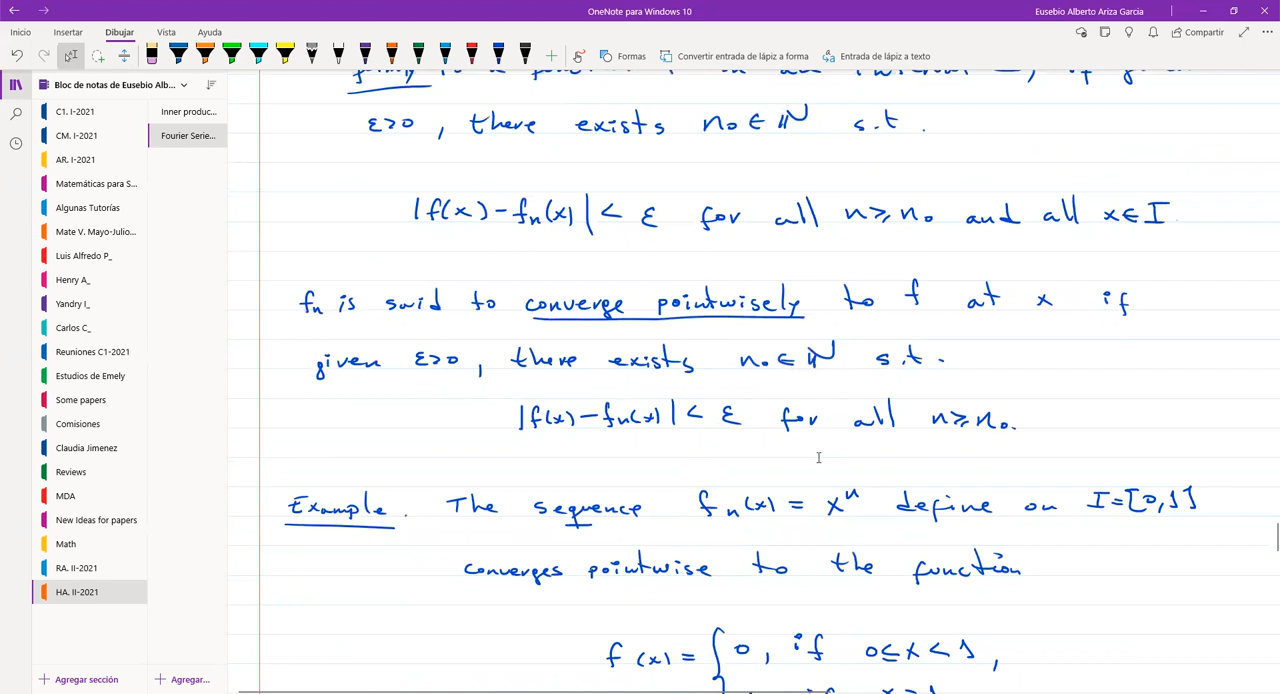 OneNote para Windows 10
Eusebio Alberto Ariza Garcia
Inicio Insertar Dibujar Vista Ayuda
Compartir
Formas Convertir entrada de lápiz a forma Entrada de lápiz a texto
Bloc de notas de Eusebio Alb...
C1. I-2021
CM. I-2021
AR. I-2021
Matemáticas para S...
Algunas Tutorías
Mate V. Mayo-Julio...
Luis Alfredo P_
Henry A_
Yandry I_
Carlos C_
Reuniones C1-2021
Estudios de Emely
Some papers
Comisiones
Claudia Jimenez
Reviews
MDA
New Ideas for papers
Math
RA. II-2021
HA. II-2021
Agregar sección
Inner produc...
Fourier Serie...
Agregar...
ε>0, there exists n₀ ∈ ℕ s.t.
|f(x) − fₙ(x)| < ε for all n ⩾ n₀ and all x ∈ I
fₙ is said to converge pointwisely to f at x if
given ε>0, there exists n₀ ∈ ℕ s.t.
|f(x) − fₙ(x)| < ε for all n ⩾ n₀.
Example. The sequence fₙ(x) = xⁿ define on I=[0,1]
converges pointwise to the function
f(x) = { 0, if 0 ≤ x < 1,